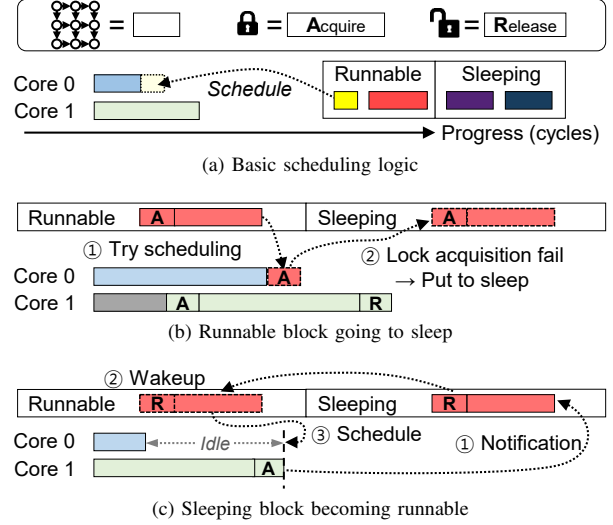 = = Acquire = Release
Runnable Sleeping
Core 0
Schedule
Core 1
Progress (cycles)
(a) Basic scheduling logic
Runnable A Sleeping A
① Try scheduling
② Lock acquisition fail
→ Put to sleep
Core 0 A
Core 1 A R
(b) Runnable block going to sleep
② Wakeup
Runnable R Sleeping R
Core 0 Idle
③ Schedule
① Notification
Core 1 A
(c) Sleeping block becoming runnable